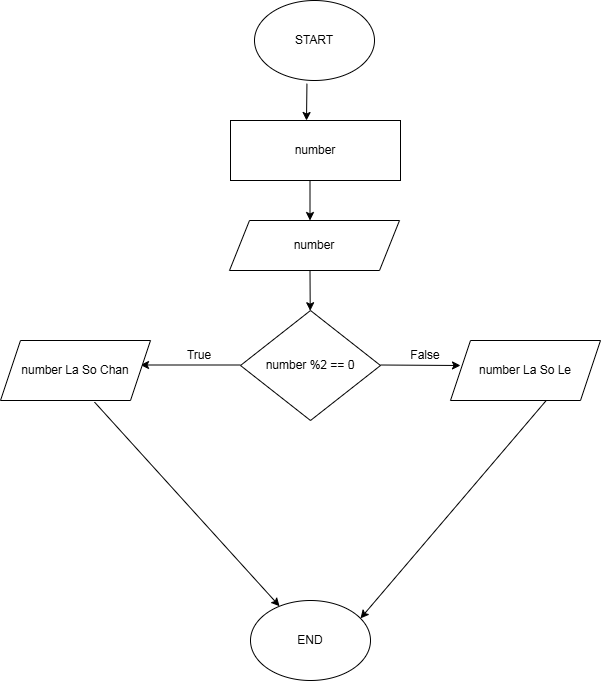 START
number
number
True
False
number %2 == 0
number La So Chan
number La So Le
END